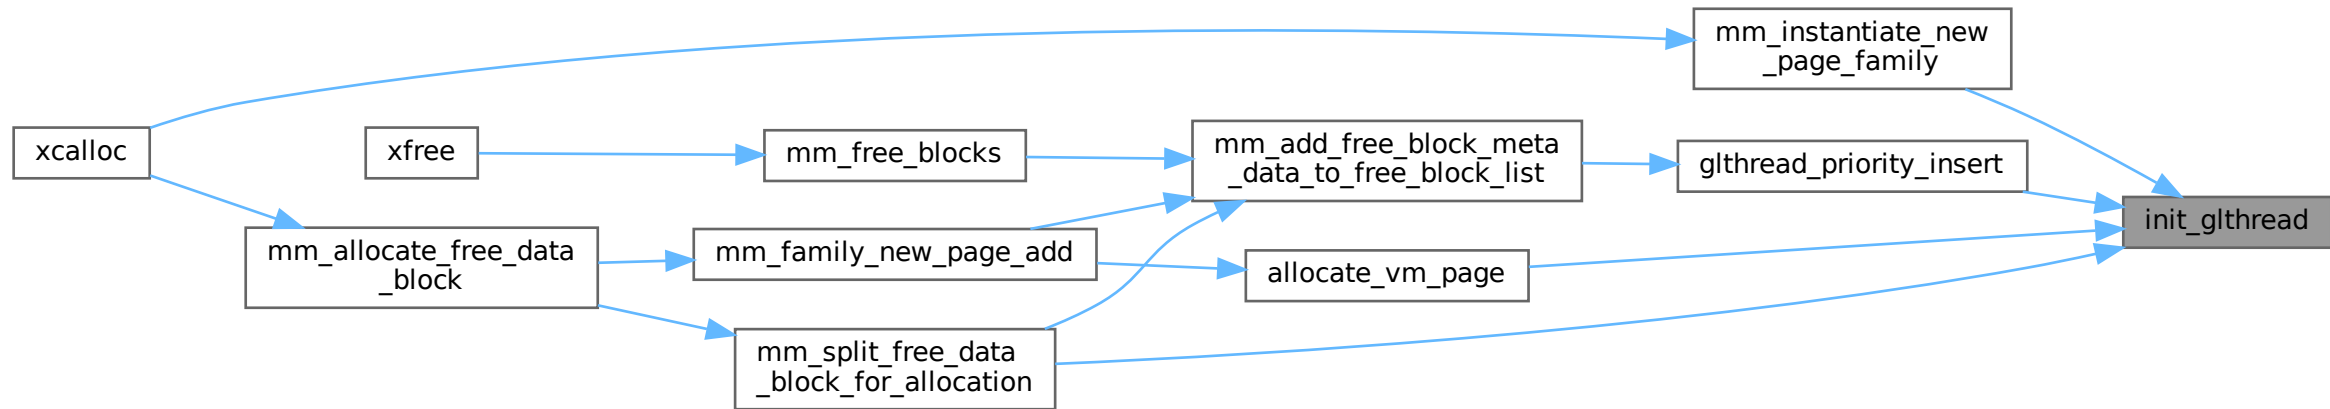 mm_instantiate_new
_page_family
xcalloc
xfree
mm_free_blocks
mm_add_free_block_meta
_data_to_free_block_list
glthread_priority_insert
init_glthread
mm_allocate_free_data
_block
mm_family_new_page_add
allocate_vm_page
mm_split_free_data
_block_for_allocation